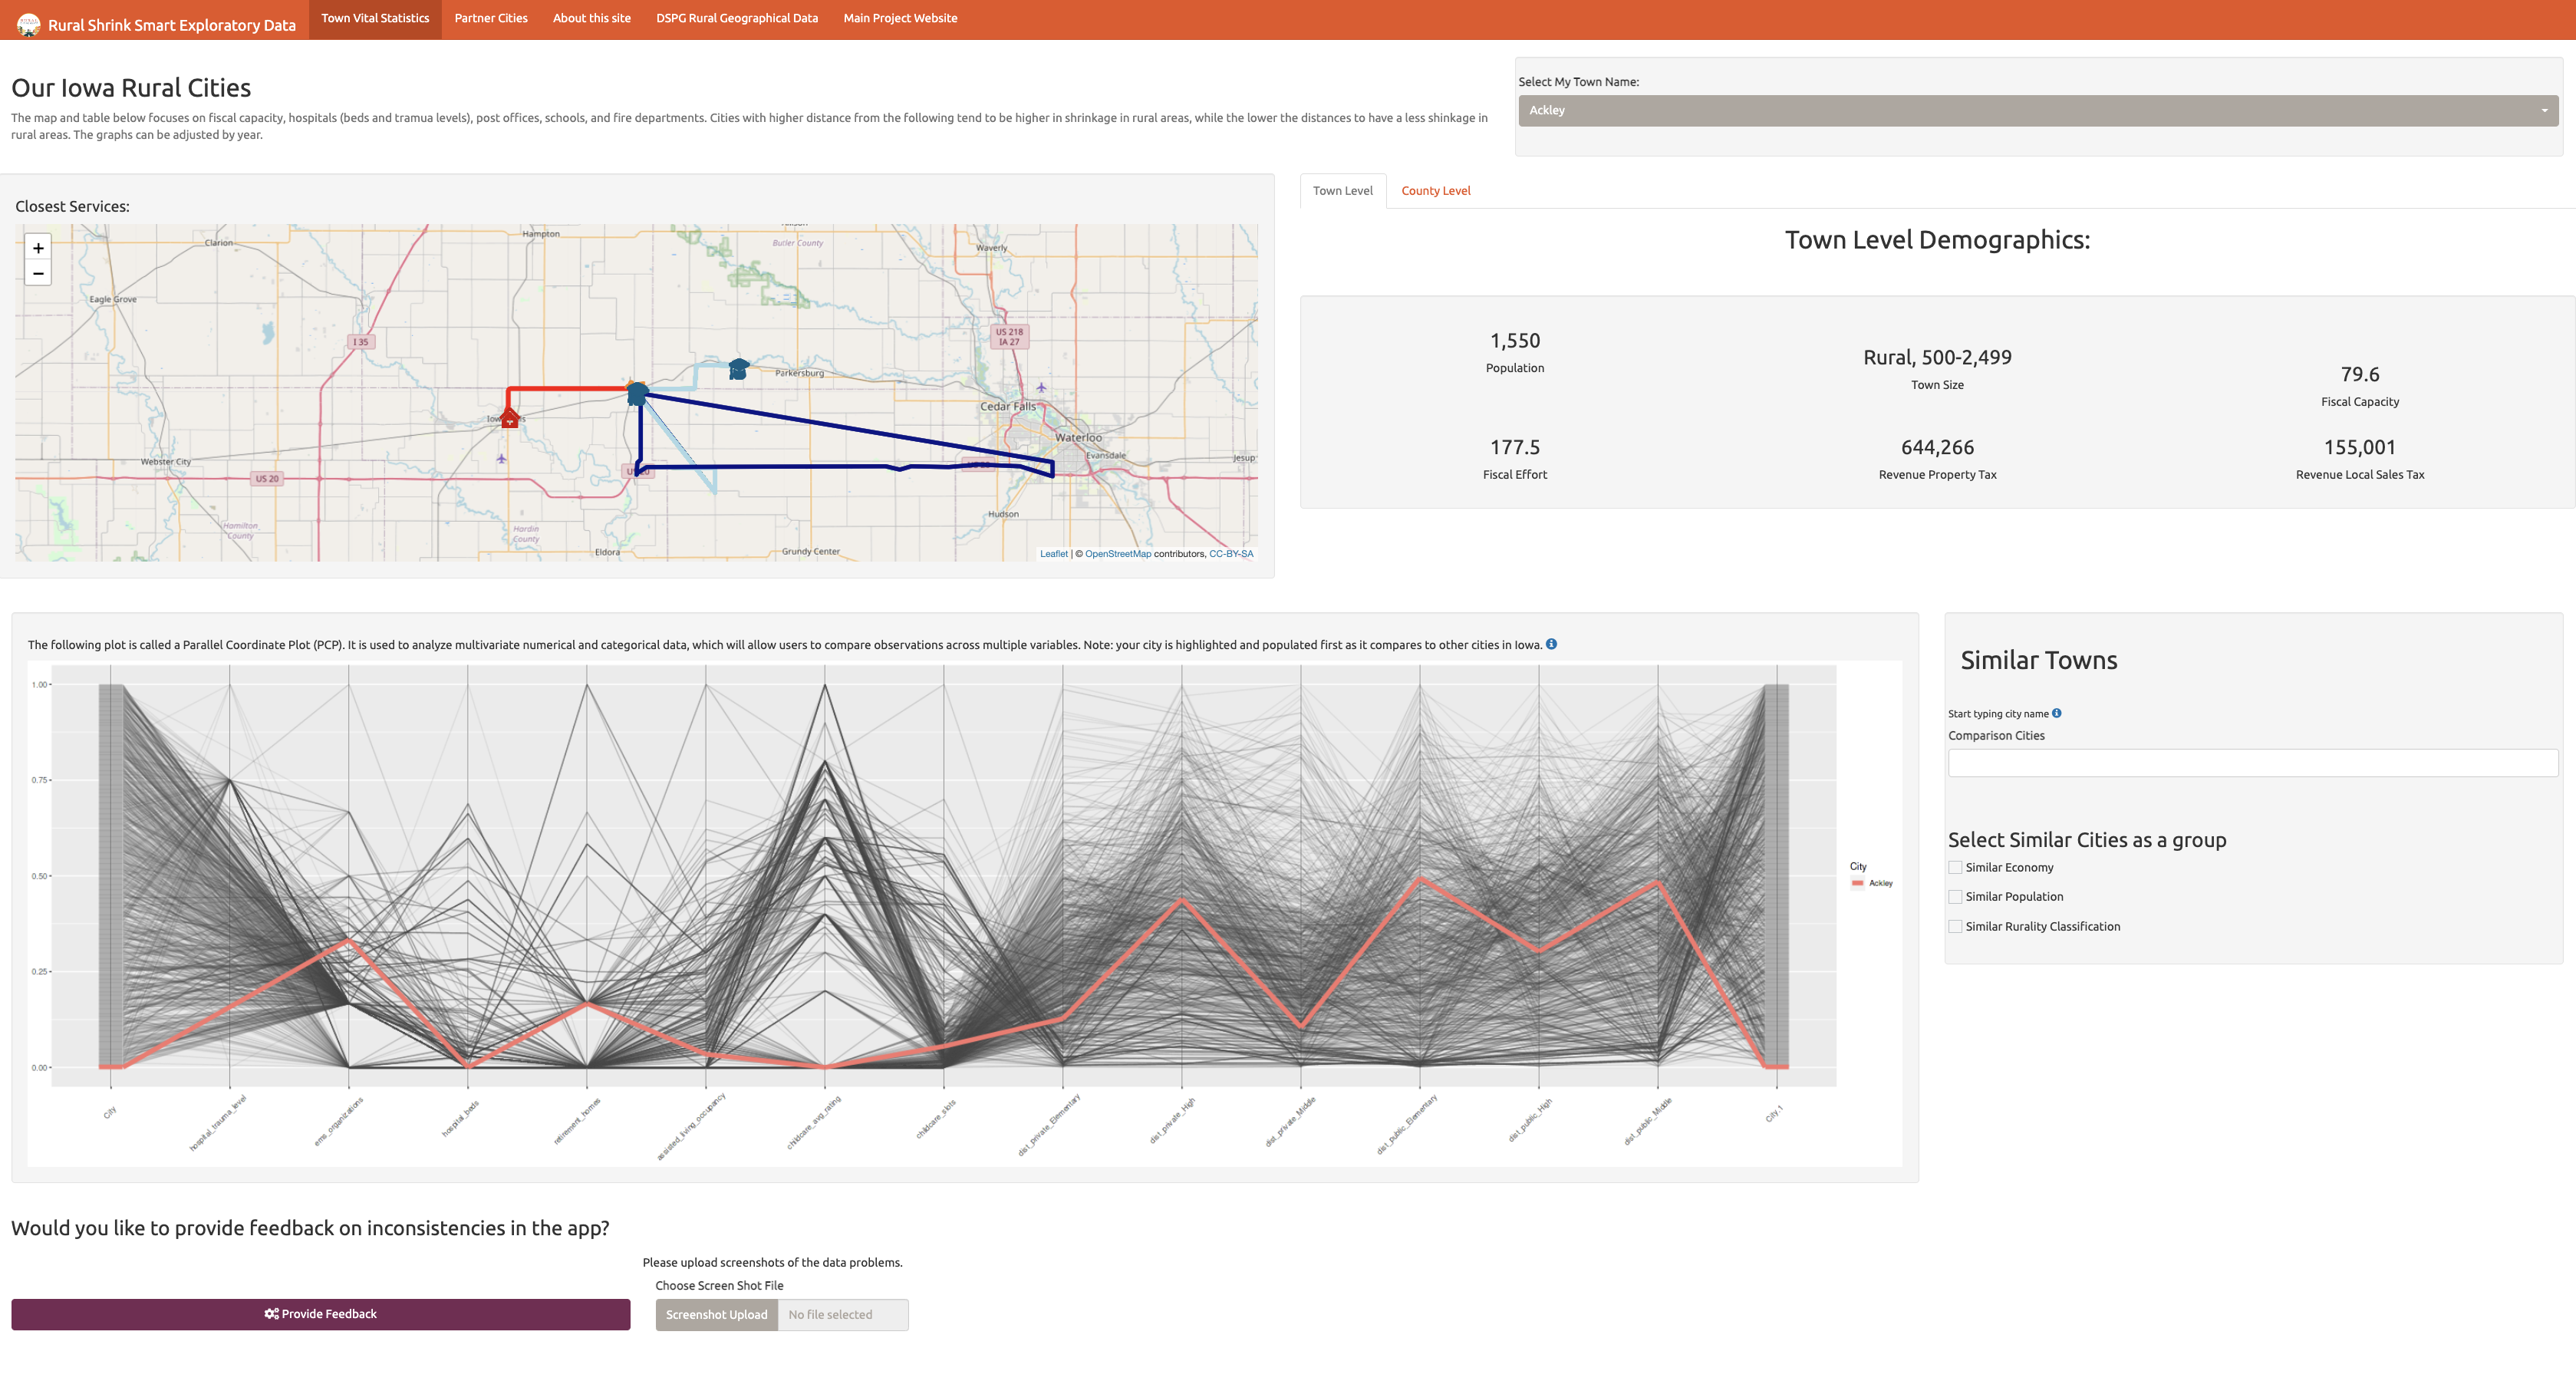 Rural Shrink Smart Exploratory Data
Town Vital Statistics
Partner Cities
About this site
DSPG Rural Geographical Data
Main Project Website
Our Iowa Rural Cities
The map and table below focuses on fiscal capacity, hospitals (beds and tramua levels), post offices, schools, and fire departments. Cities with higher distance from the following tend to be higher in shrinkage in rural areas, while the lower the distances to have a less shinkage in
rural areas. The graphs can be adjusted by year.
Select My Town Name:
Ackley
Closest Services:
+
−
Clarion
Hampton
Butler County
Waverly
Eagle Grove
I 35
US 218
IA 27
Parkersburg
Cedar Falls
Waterloo
Evansdale
Webster City
US 20
Jesup
Hudson
Hamilton
County
Hardin
County
Eldora
Grundy Center
Leaflet | © OpenStreetMap contributors, CC-BY-SA
Town Level
County Level
Town Level Demographics:
1,550
Population
Rural, 500-2,499
Town Size
79.6
Fiscal Capacity
177.5
Fiscal Effort
644,266
Revenue Property Tax
155,001
Revenue Local Sales Tax
The following plot is called a Parallel Coordinate Plot (PCP). It is used to analyze multivariate numerical and categorical data, which will allow users to compare observations across multiple variables. Note: your city is highlighted and populated first as it compares to other cities in Iowa.
1.00
0.75
0.50
0.25
0.00
City
hospital_trauma_level
ems_organizations
hospital_beds
retirement_homes
assisted_living_occupancy
childcare_avg_rating
childcare_slots
dist_private_Elementary
dist_private_High
dist_private_Middle
dist_public_Elementary
dist_public_High
dist_public_Middle
City.1
City
Ackley
Similar Towns
Start typing city name
Comparison Cities
Select Similar Cities as a group
Similar Economy
Similar Population
Similar Rurality Classification
Would you like to provide feedback on inconsistencies in the app?
Please upload screenshots of the data problems.
Choose Screen Shot File
Provide Feedback
Screenshot Upload
No file selected